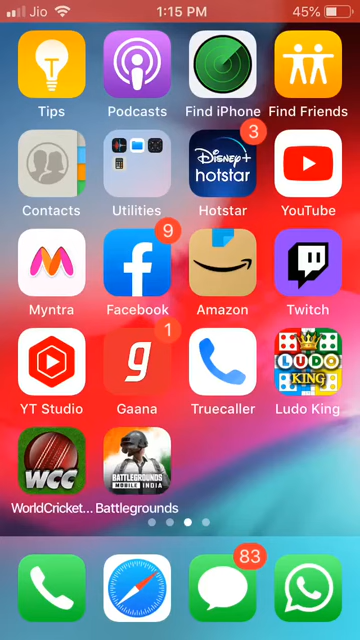 Jio 1:15 PM 45%
Tips Podcasts Find iPhone Find Friends
3
Disney+
hotstar
Contacts Utilities Hotstar YouTube
9
Myntra Facebook Amazon Twitch
1
g
LUDO
KING
YT Studio Gaana Truecaller Ludo King
WCC
BATTLEGROUNDS
MOBILE INDIA
WorldCricket... Battlegrounds
83